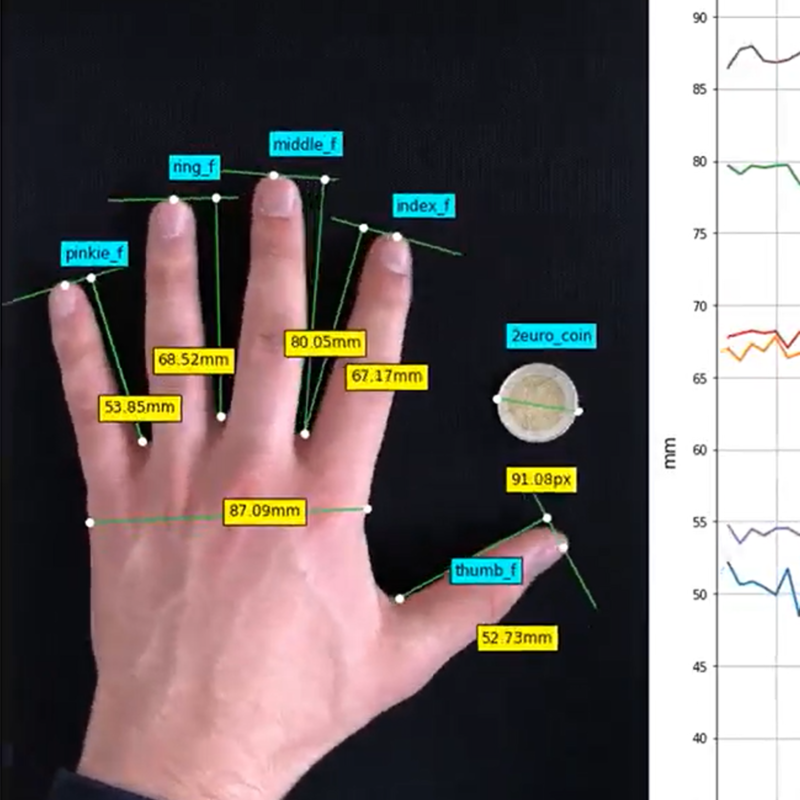 middle_f
ring_f
index_f
pinkie_f
2euro_coin
80.05mm
68.52mm
67.17mm
53.85mm
91.08px
87.09mm
thumb_f
52.73mm
90
85
80
75
70
65
60
55
50
45
40
mm